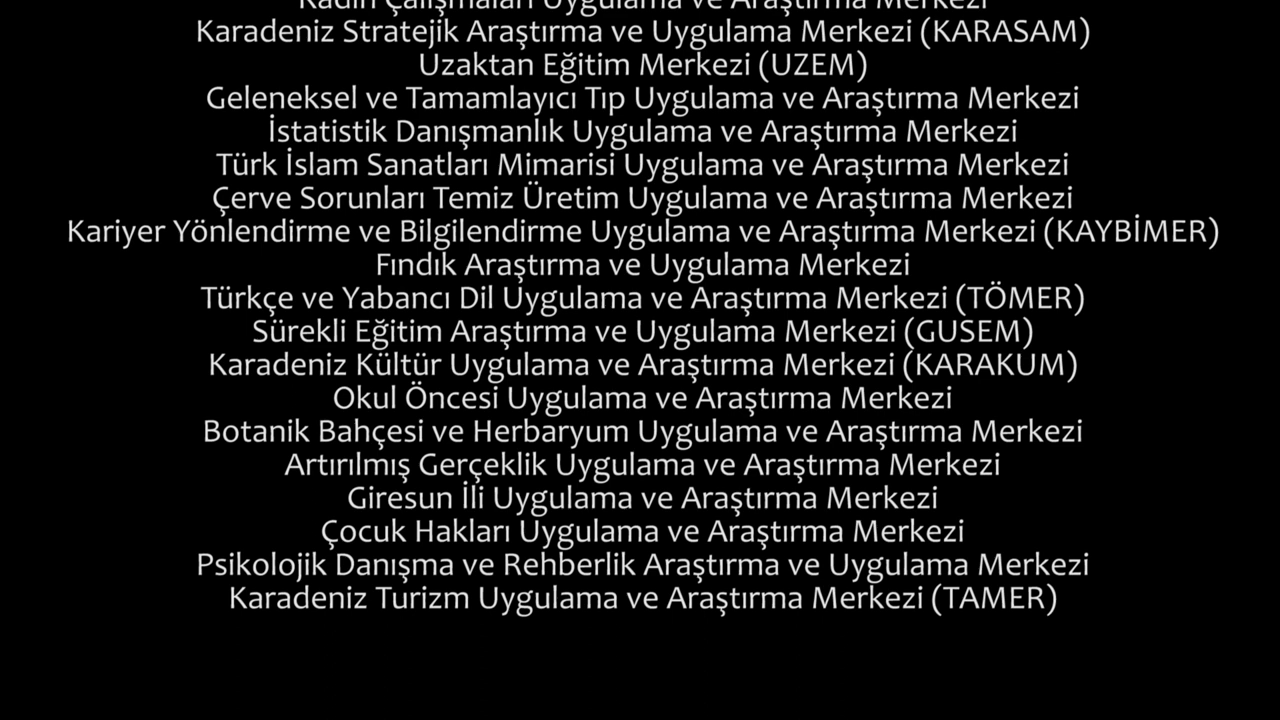 Kadın Çalışmaları Uygulama ve Araştırma Merkezi
Karadeniz Stratejik Araştırma ve Uygulama Merkezi (KARASAM)
Uzaktan Eğitim Merkezi (UZEM)
Geleneksel ve Tamamlayıcı Tıp Uygulama ve Araştırma Merkezi
İstatistik Danışmanlık Uygulama ve Araştırma Merkezi
Türk İslam Sanatları Mimarisi Uygulama ve Araştırma Merkezi
Çerve Sorunları Temiz Üretim Uygulama ve Araştırma Merkezi
Kariyer Yönlendirme ve Bilgilendirme Uygulama ve Araştırma Merkezi (KAYBİMER)
Fındık Araştırma ve Uygulama Merkezi
Türkçe ve Yabancı Dil Uygulama ve Araştırma Merkezi (TÖMER)
Sürekli Eğitim Araştırma ve Uygulama Merkezi (GUSEM)
Karadeniz Kültür Uygulama ve Araştırma Merkezi (KARAKUM)
Okul Öncesi Uygulama ve Araştırma Merkezi
Botanik Bahçesi ve Herbaryum Uygulama ve Araştırma Merkezi
Artırılmış Gerçeklik Uygulama ve Araştırma Merkezi
Giresun İli Uygulama ve Araştırma Merkezi
Çocuk Hakları Uygulama ve Araştırma Merkezi
Psikolojik Danışma ve Rehberlik Araştırma ve Uygulama Merkezi
Karadeniz Turizm Uygulama ve Araştırma Merkezi (TAMER)